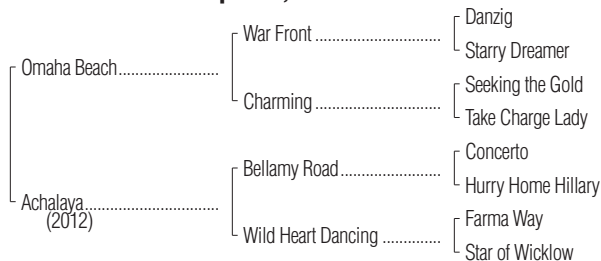 Danzig
War Front
Starry Dreamer
Omaha Beach
Seeking the Gold
Charming
Take Charge Lady
Concerto
Bellamy Road
Hurry Home Hillary
Achalaya
(2012)
Farma Way
Wild Heart Dancing
Star of Wicklow